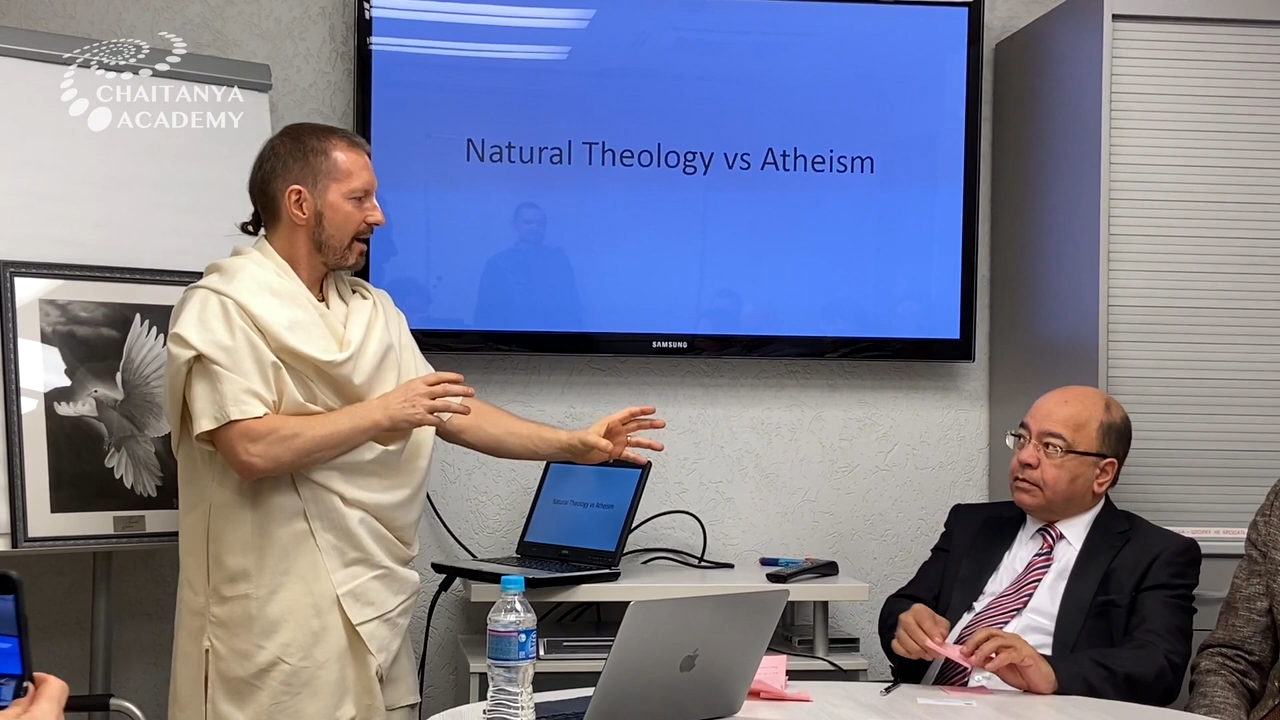 CHAITANYA
ACADEMY
Natural Theology vs Atheism
SAMSUNG
Natural Theology vs Atheism